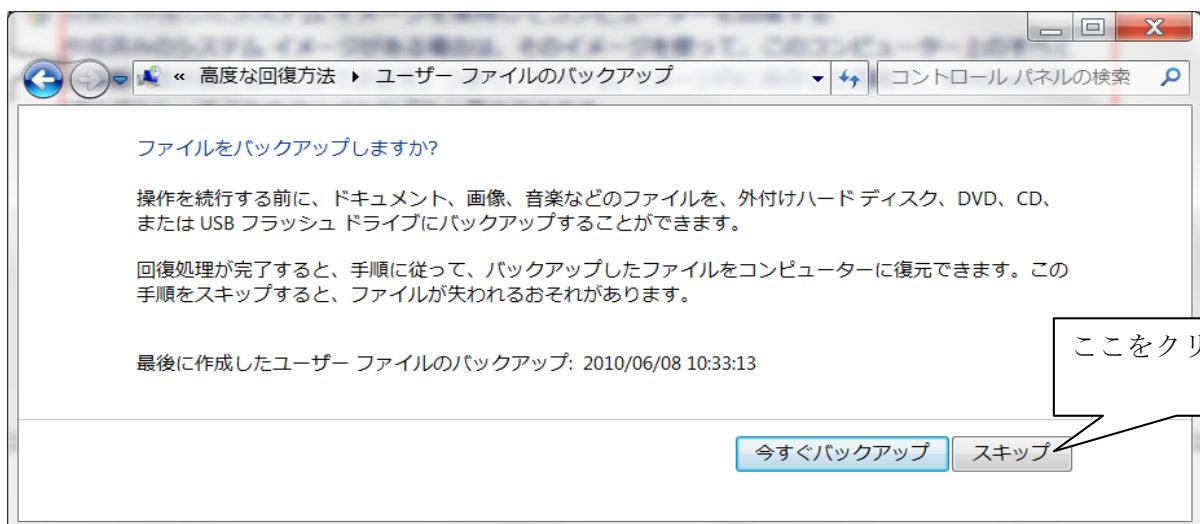 « 高度な回復方法 ▸ ユーザー ファイルのバックアップ
コントロール パネルの検索
ファイルをバックアップしますか?
操作を続行する前に、ドキュメント、画像、音楽などのファイルを、外付けハード ディスク、DVD、CD、
または USB フラッシュ ドライブにバックアップすることができます。
回復処理が完了すると、手順に従って、バックアップしたファイルをコンピューターに復元できます。この
手順をスキップすると、ファイルが失われるおそれがあります。
最後に作成したユーザー ファイルのバックアップ: 2010/06/08 10:33:13
ここをクリ
今すぐバックアップ
スキップ